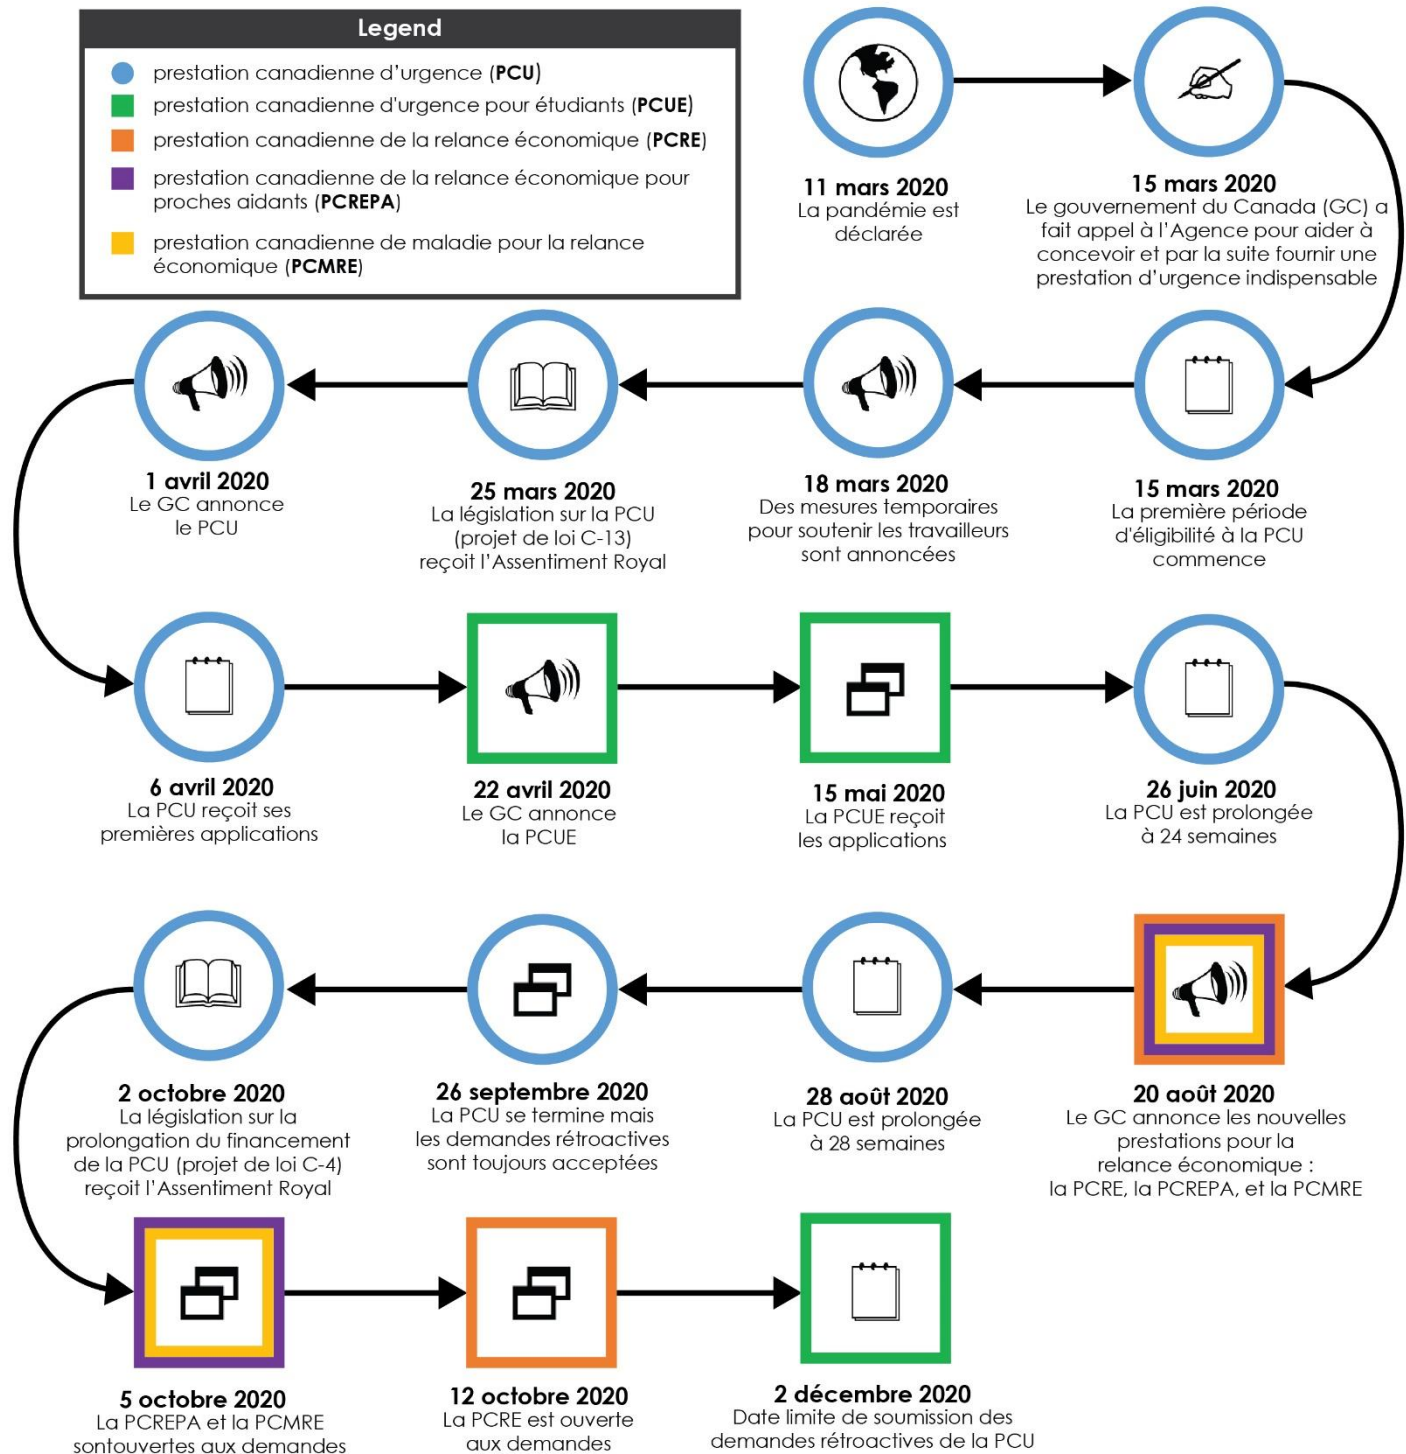 Legend
prestation canadienne d'urgence (PCU)
prestation canadienne d'urgence pour étudiants (PCUE)
prestation canadienne de la relance économique (PCRE)
prestation canadienne de la relance économique pour
proches aidants (PCREPA)
prestation canadienne de maladie pour la relance
économique (PCMRE)
11 mars 2020
La pandémie est
déclarée
15 mars 2020
Le gouvernement du Canada (GC) a
fait appel à l'Agence pour aider à
concevoir et par la suite fournir une
prestation d'urgence indispensable
15 mars 2020
La première période
d'éligibilité à la PCU
commence
18 mars 2020
Des mesures temporaires
pour soutenir les travailleurs
sont annoncées
25 mars 2020
La législation sur la PCU
(projet de loi C-13)
reçoit l'Assentiment Royal
1 avril 2020
Le GC annonce
le PCU
6 avril 2020
La PCU reçoit ses
premières applications
22 avril 2020
Le GC annonce
la PCUE
15 mai 2020
La PCUE reçoit
les applications
26 juin 2020
La PCU est prolongée
à 24 semaines
20 août 2020
Le GC annonce les nouvelles
prestations pour la
relance économique :
la PCRE, la PCREPA, et la PCMRE
28 août 2020
La PCU est prolongée
à 28 semaines
26 septembre 2020
La PCU se termine mais
les demandes rétroactives
sont toujours acceptées
2 octobre 2020
La législation sur la
prolongation du financement
de la PCU (projet de loi C-4)
reçoit l'Assentiment Royal
5 octobre 2020
La PCREPA et la PCMRE
sontouvertes aux demandes
12 octobre 2020
La PCRE est ouverte
aux demandes
2 décembre 2020
Date limite de soumission des
demandes rétroactives de la PCU